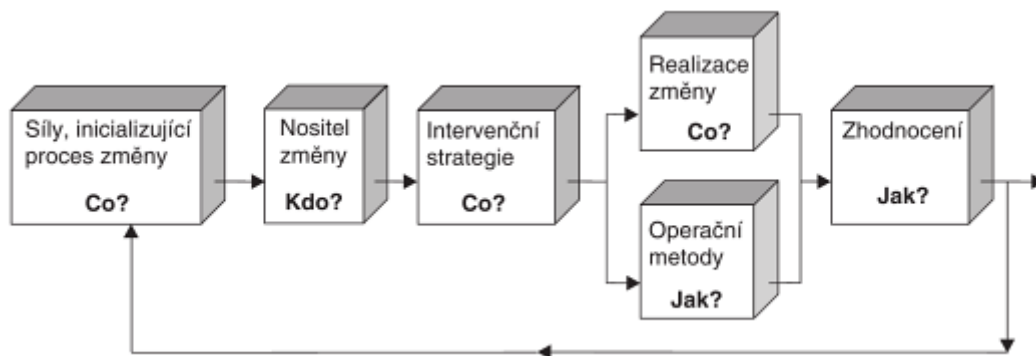 Síly, inicializující
proces změny
Co?
Nositel
změny
Kdo?
Intervenční
strategie
Co?
Realizace
změny
Co?
Operační
metody
Jak?
Zhodnocení
Jak?